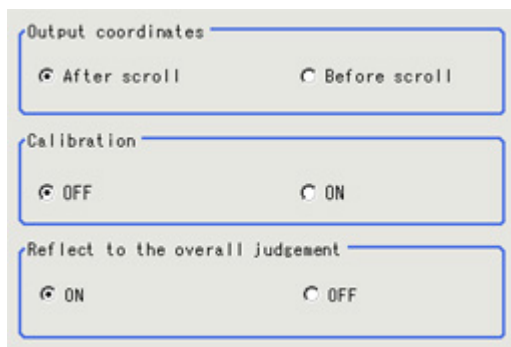 Output coordinates
After scroll Before scroll
Calibration
OFF ON
Reflect to the overall judgement
ON OFF